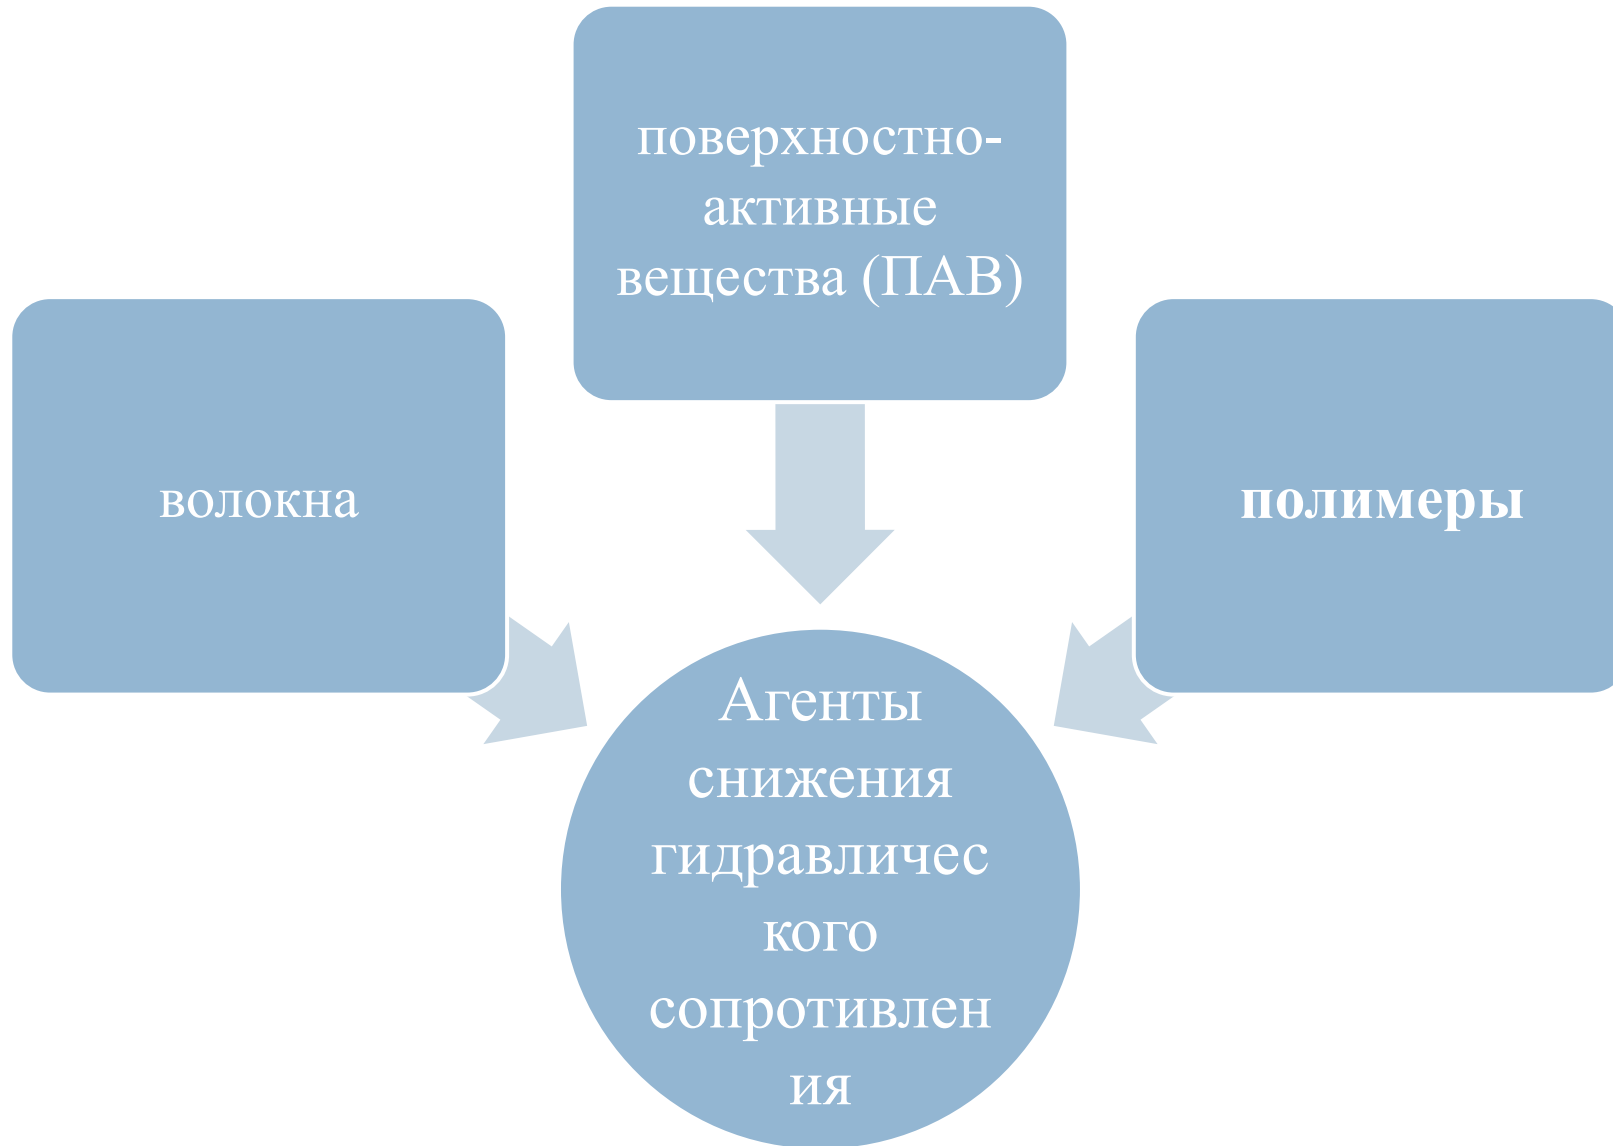 поверхностно-
активные
вещества (ПАВ)
волокна
полимеры
Агенты
снижения
гидравличес
кого
сопротивлен
ия